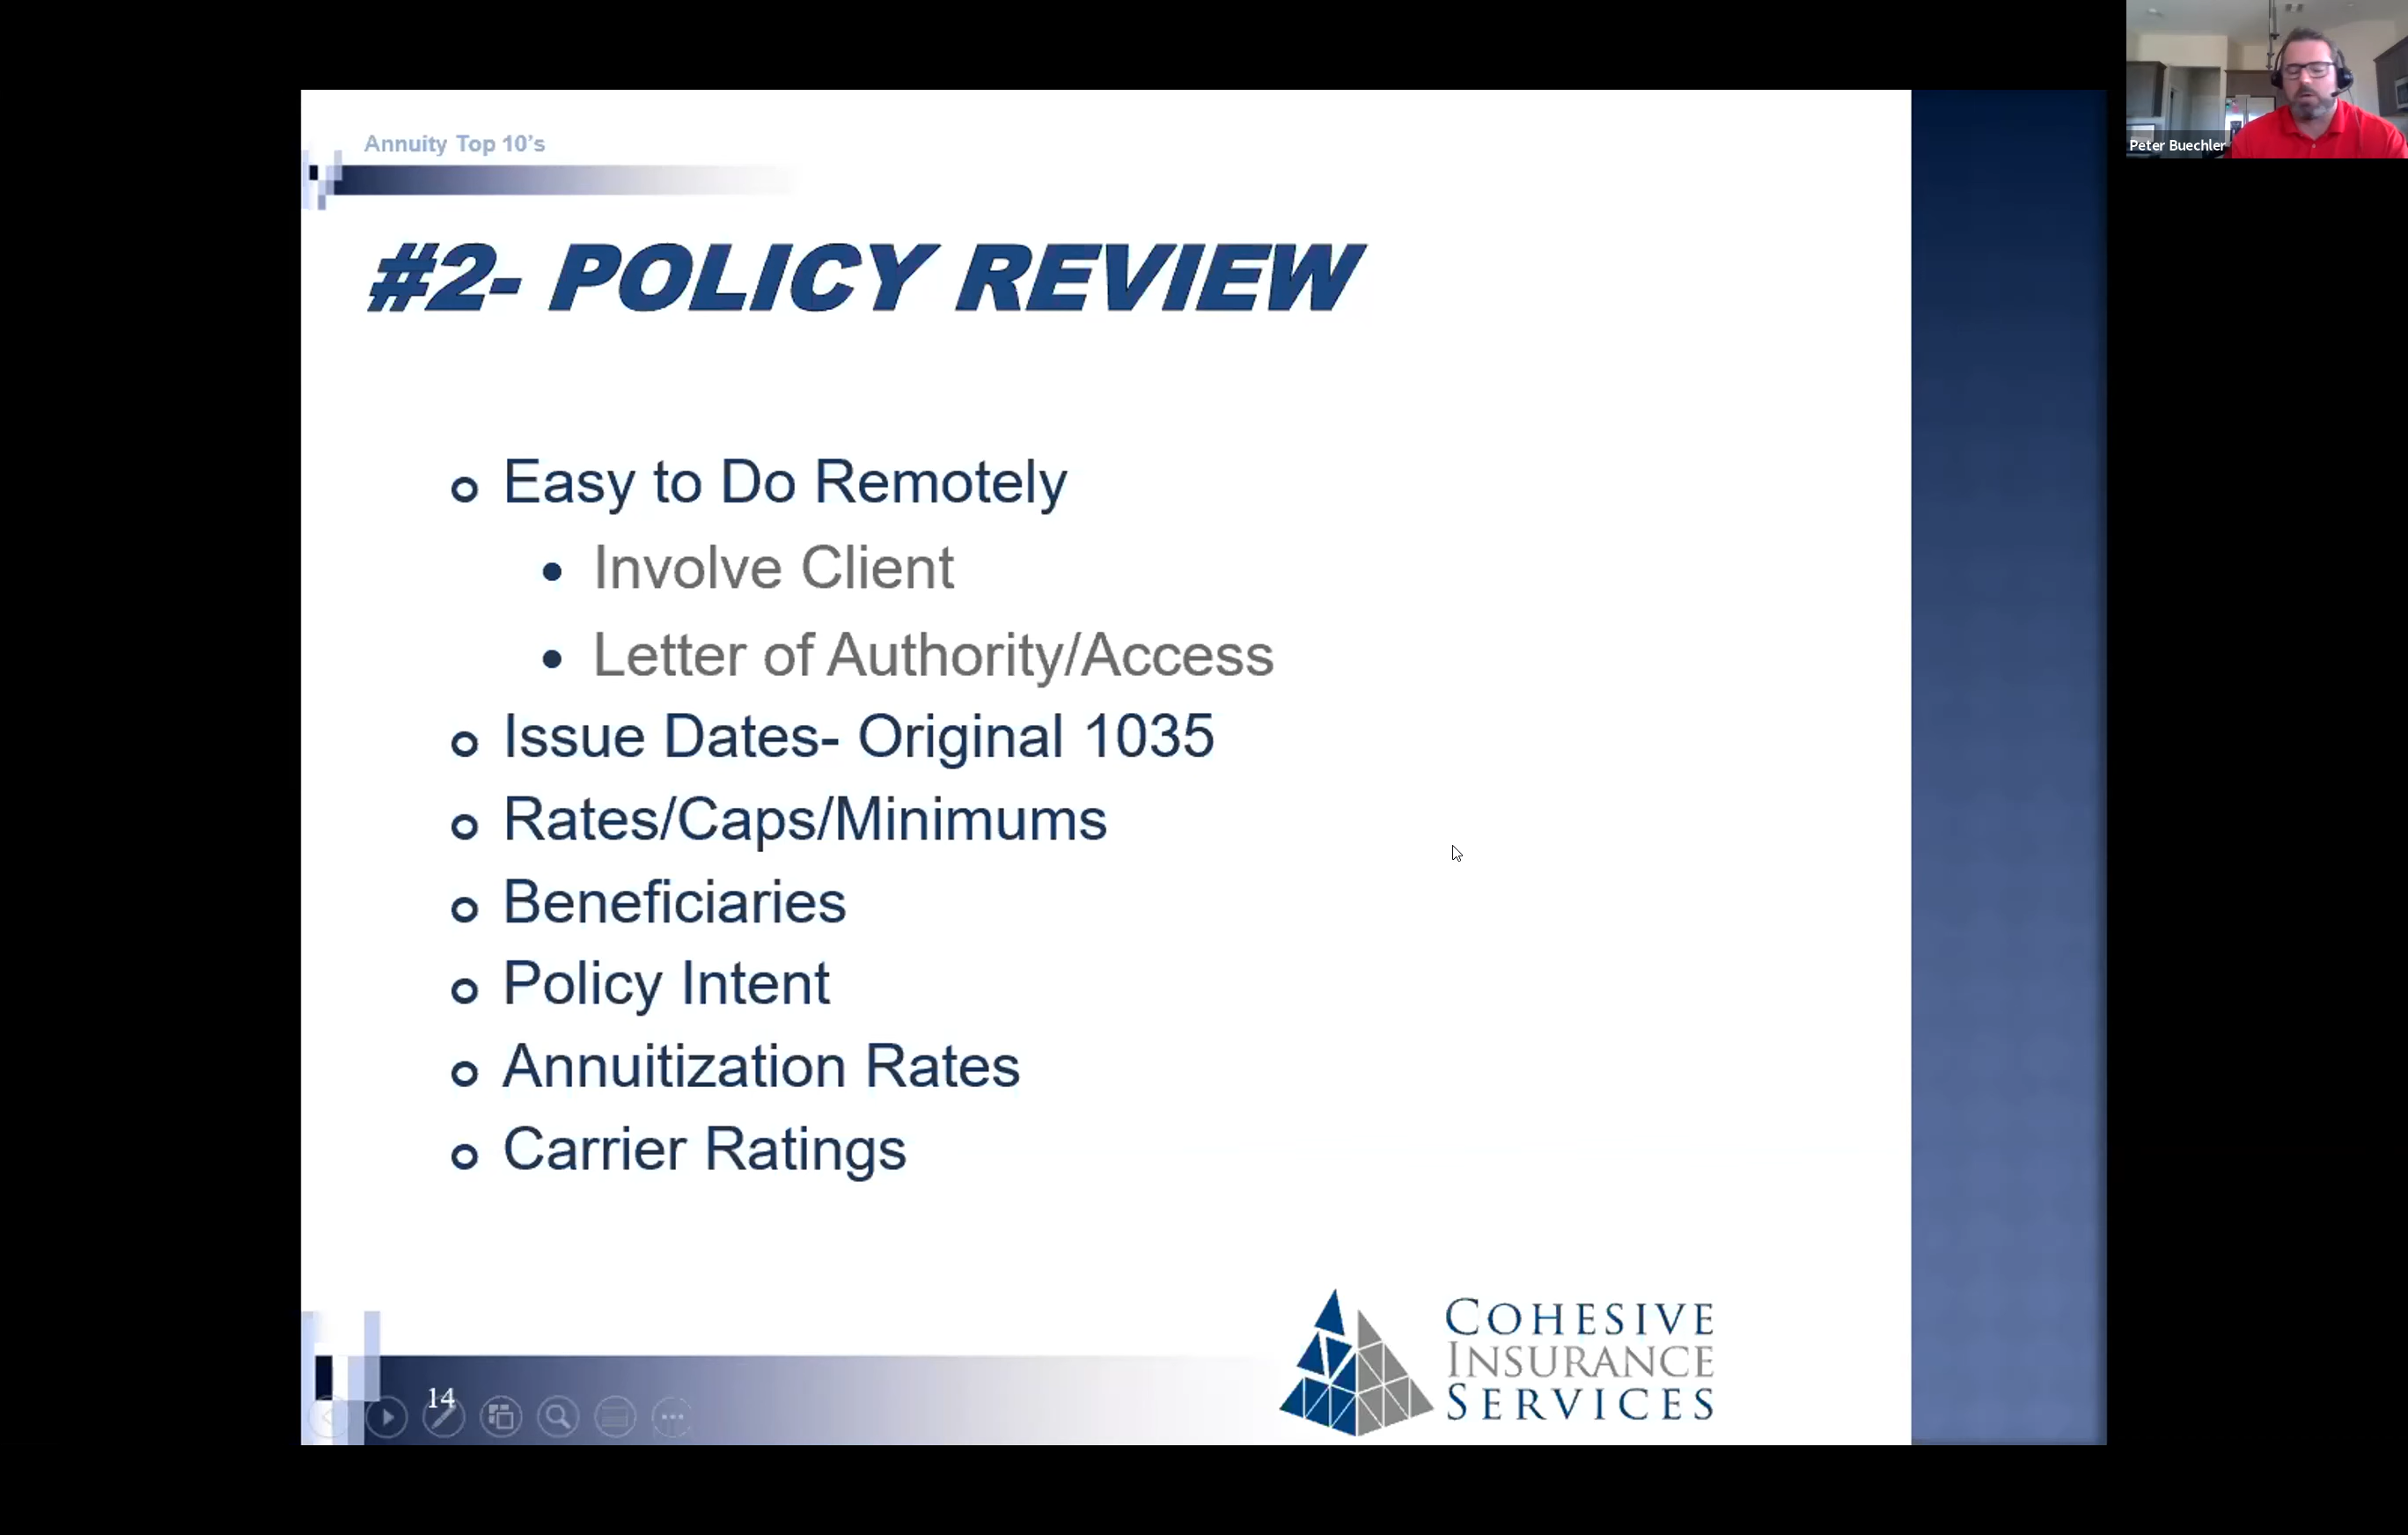 Annuity Top 10's
#2- POLICY REVIEW
Easy to Do Remotely
Involve Client
Letter of Authority/Access
Issue Dates- Original 1035
Rates/Caps/Minimums
Beneficiaries
Policy Intent
Annuitization Rates
Carrier Ratings
14
COHESIVE
INSURANCE
SERVICES
Peter Buechler